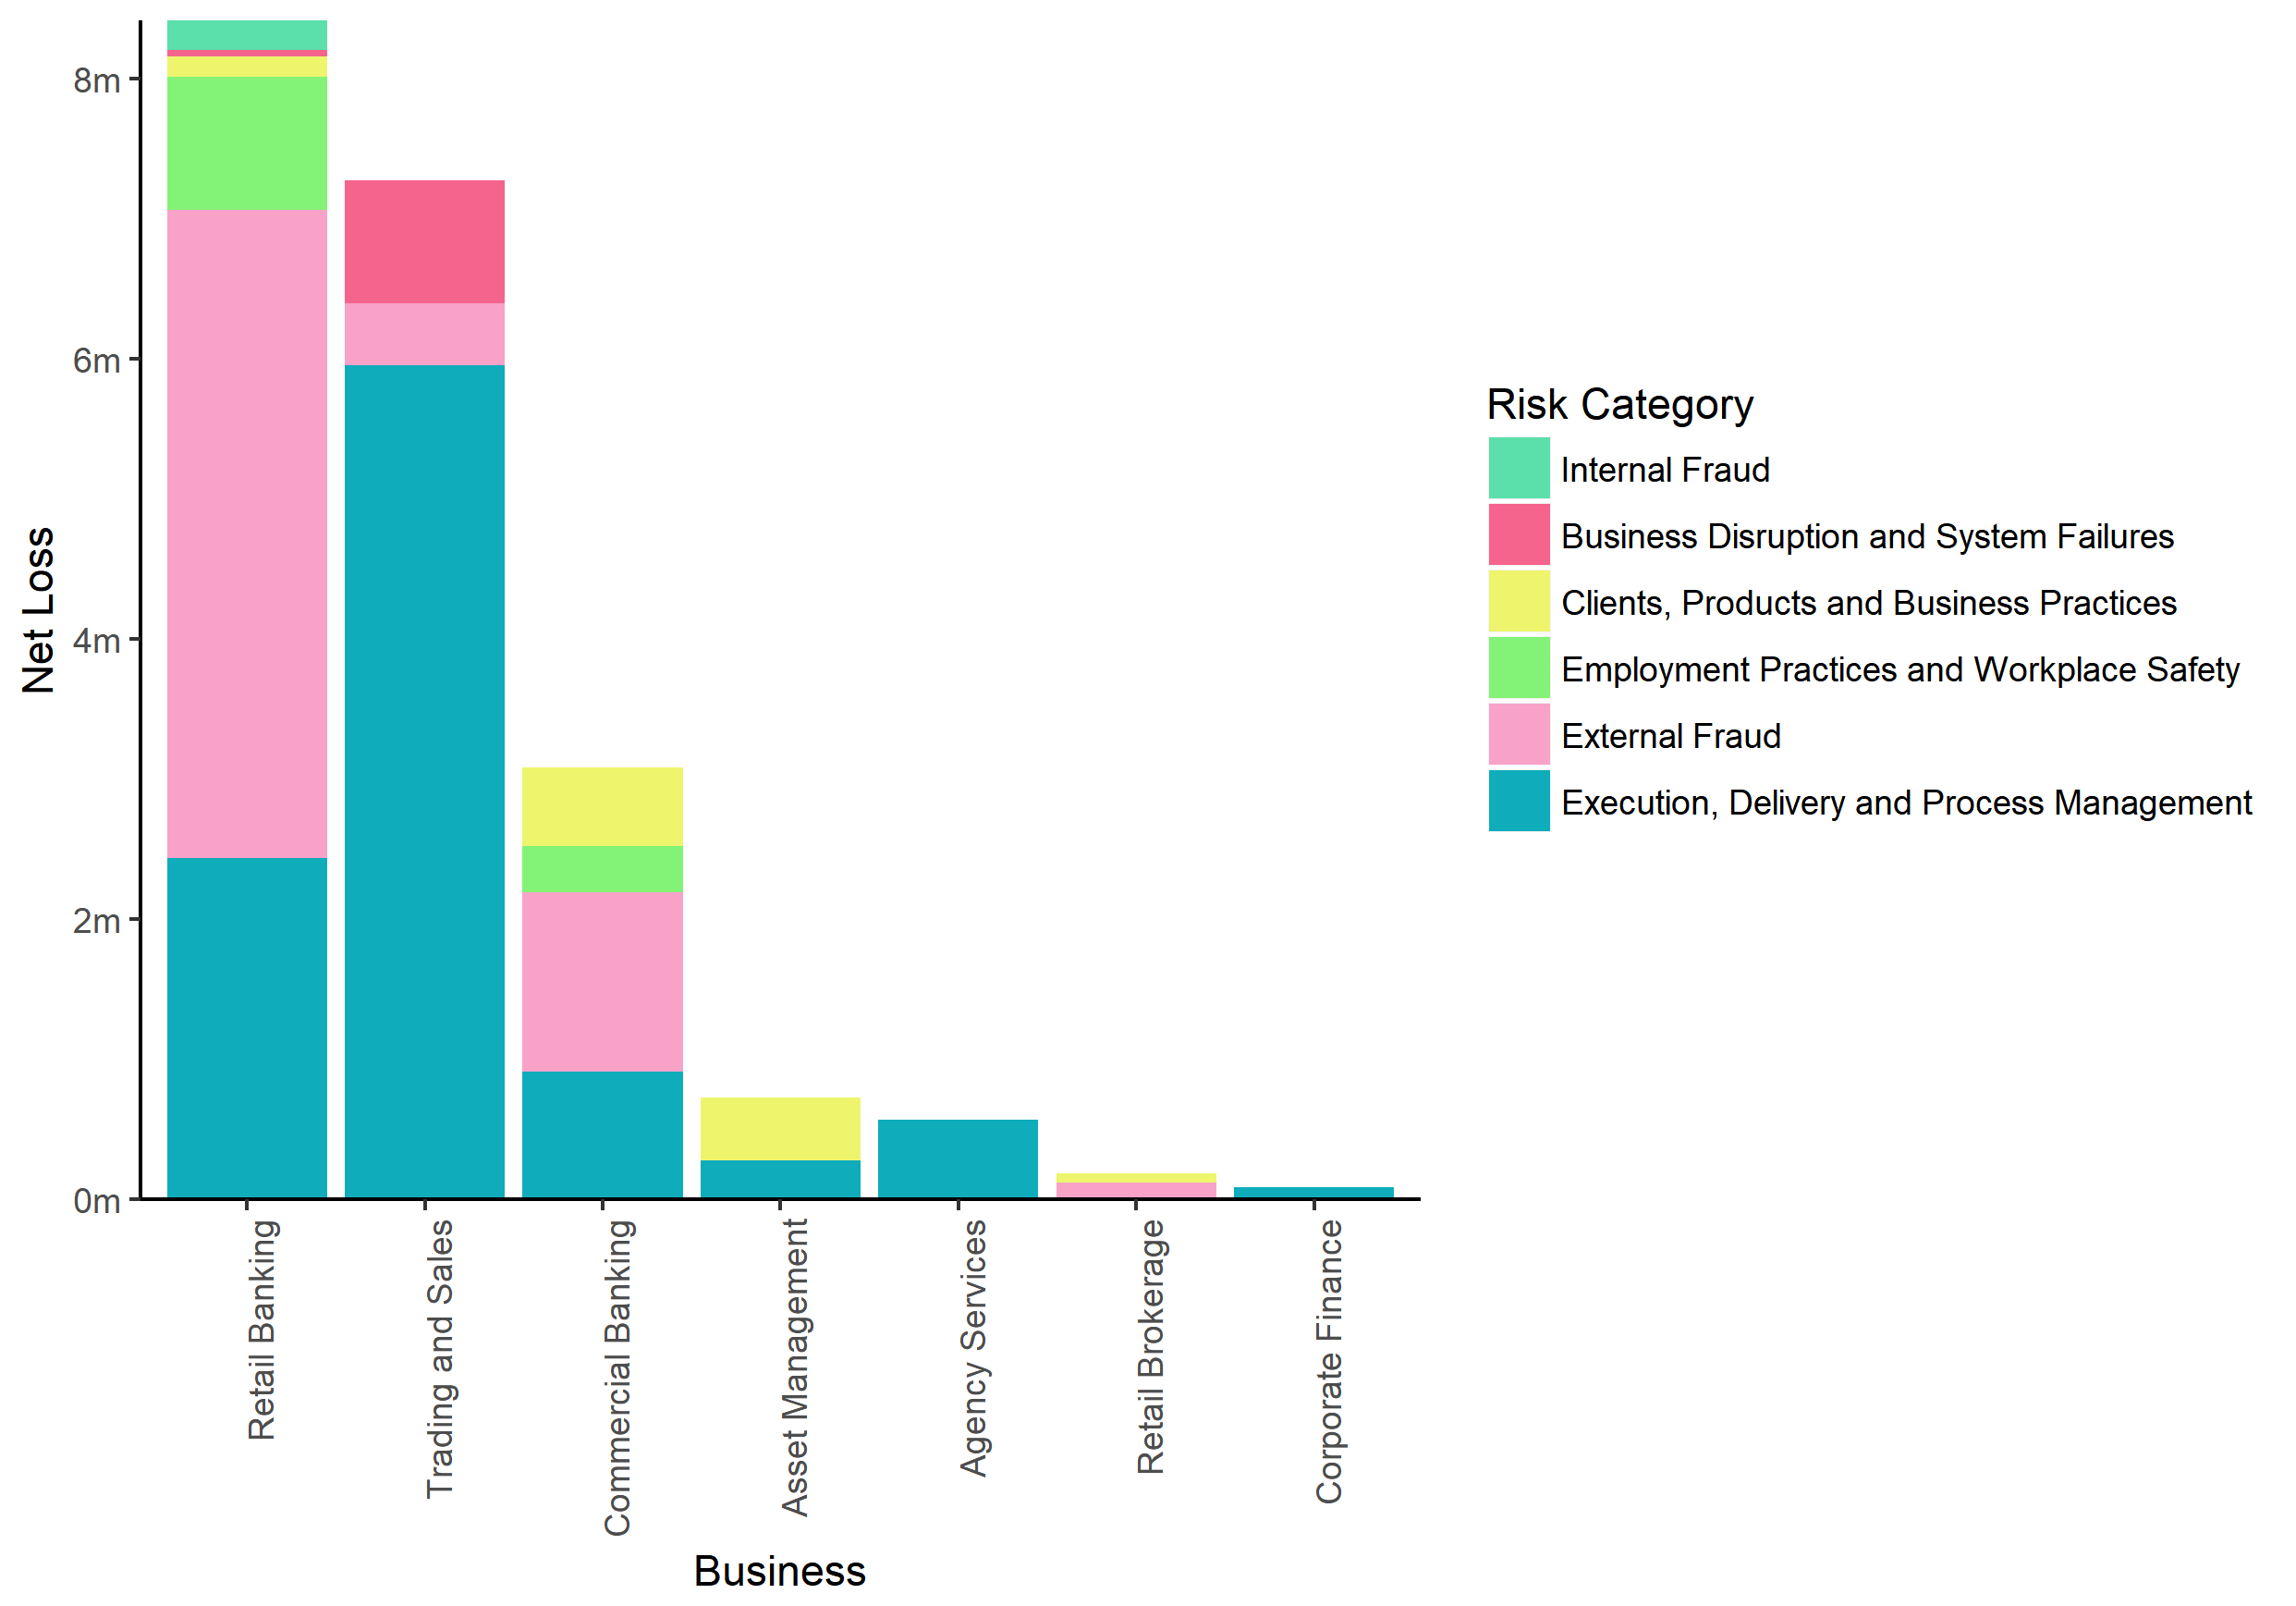 8m
6m
4m
2m
0m
Net Loss
Retail Banking
Trading and Sales
Commercial Banking
Asset Management
Agency Services
Retail Brokerage
Corporate Finance
Business
Risk Category
Internal Fraud
Business Disruption and System Failures
Clients, Products and Business Practices
Employment Practices and Workplace Safety
External Fraud
Execution, Delivery and Process Management